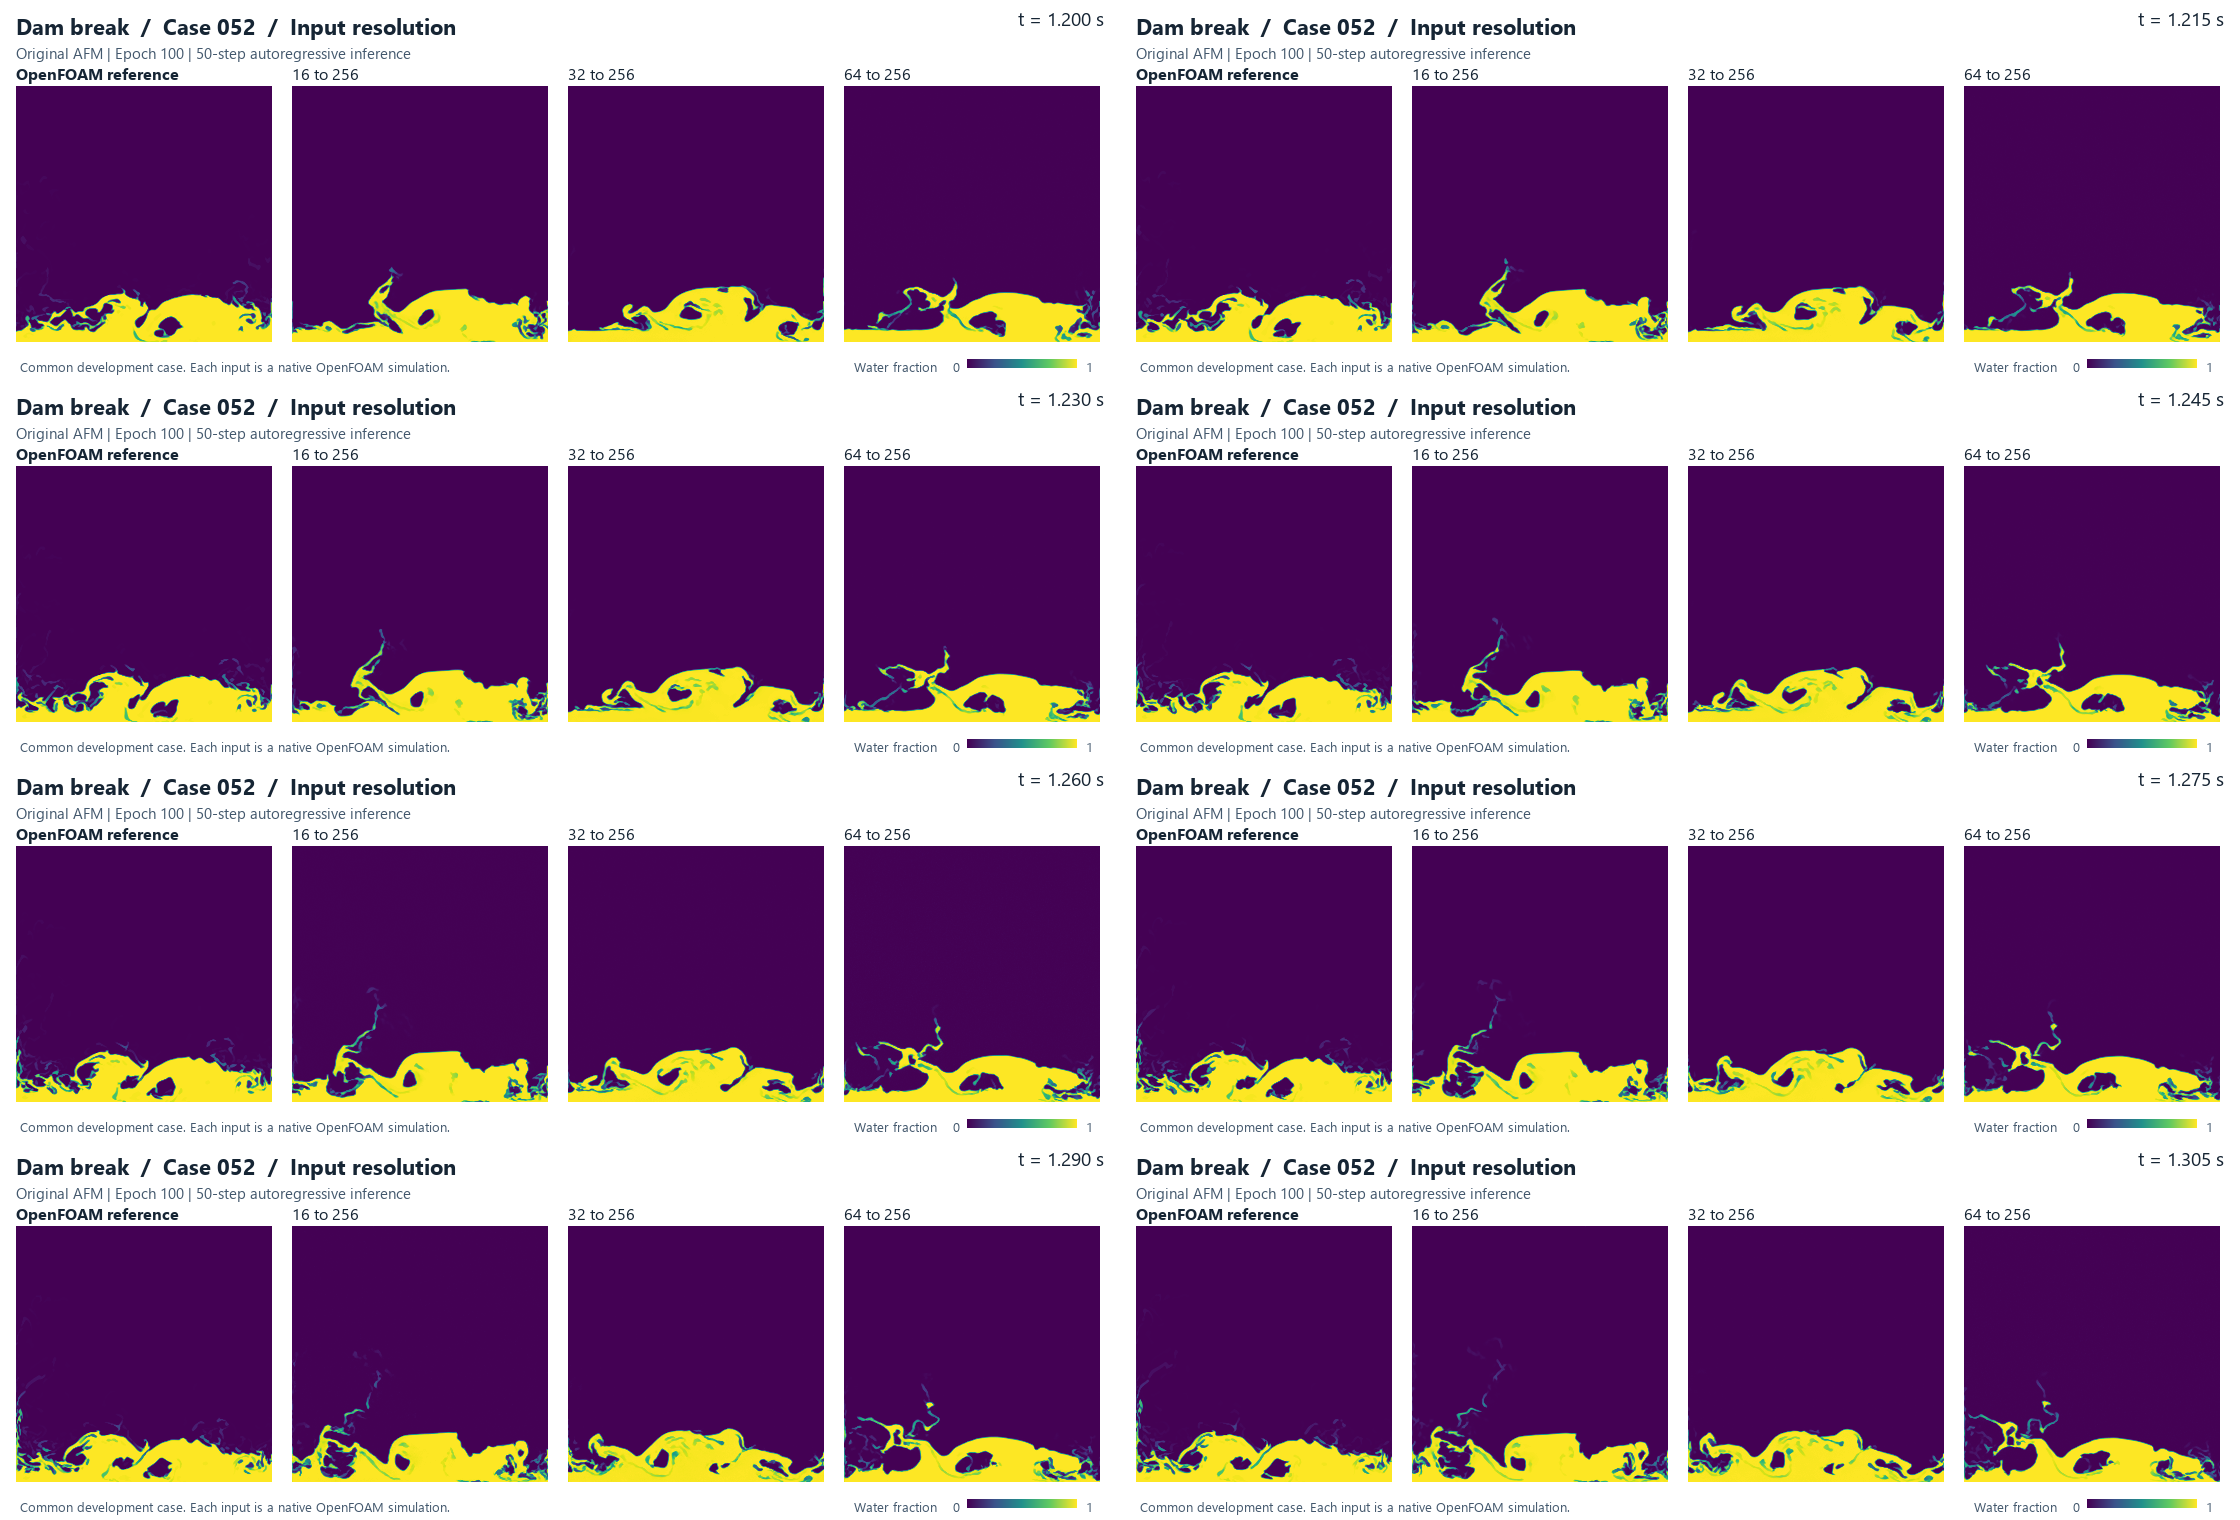 Dam break / Case 052 / Input resolution
t = 1.200 s
Original AFM | Epoch 100 | 50-step autoregressive inference
OpenFOAM reference
16 to 256
32 to 256
64 to 256
Common development case. Each input is a native OpenFOAM simulation.
Water fraction 0 1
Dam break / Case 052 / Input resolution
t = 1.215 s
Original AFM | Epoch 100 | 50-step autoregressive inference
OpenFOAM reference
16 to 256
32 to 256
64 to 256
Common development case. Each input is a native OpenFOAM simulation.
Water fraction 0 1
Dam break / Case 052 / Input resolution
t = 1.230 s
Original AFM | Epoch 100 | 50-step autoregressive inference
OpenFOAM reference
16 to 256
32 to 256
64 to 256
Common development case. Each input is a native OpenFOAM simulation.
Water fraction 0 1
Dam break / Case 052 / Input resolution
t = 1.245 s
Original AFM | Epoch 100 | 50-step autoregressive inference
OpenFOAM reference
16 to 256
32 to 256
64 to 256
Common development case. Each input is a native OpenFOAM simulation.
Water fraction 0 1
Dam break / Case 052 / Input resolution
t = 1.260 s
Original AFM | Epoch 100 | 50-step autoregressive inference
OpenFOAM reference
16 to 256
32 to 256
64 to 256
Common development case. Each input is a native OpenFOAM simulation.
Water fraction 0 1
Dam break / Case 052 / Input resolution
t = 1.275 s
Original AFM | Epoch 100 | 50-step autoregressive inference
OpenFOAM reference
16 to 256
32 to 256
64 to 256
Common development case. Each input is a native OpenFOAM simulation.
Water fraction 0 1
Dam break / Case 052 / Input resolution
t = 1.290 s
Original AFM | Epoch 100 | 50-step autoregressive inference
OpenFOAM reference
16 to 256
32 to 256
64 to 256
Common development case. Each input is a native OpenFOAM simulation.
Water fraction 0 1
Dam break / Case 052 / Input resolution
t = 1.305 s
Original AFM | Epoch 100 | 50-step autoregressive inference
OpenFOAM reference
16 to 256
32 to 256
64 to 256
Common development case. Each input is a native OpenFOAM simulation.
Water fraction 0 1